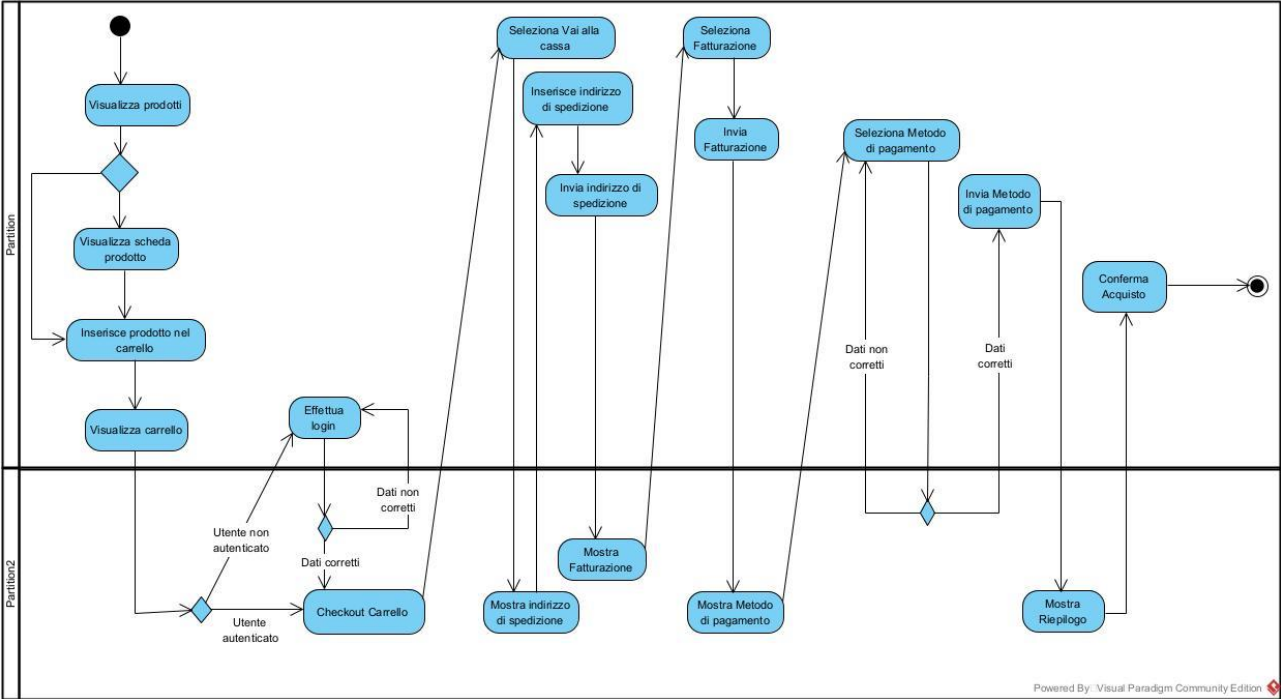 Partition
Visualizza prodotti
Visualizza scheda
prodotto
Inserisce prodotto nel
carrello
Visualizza carrello
Effettua
login
Seleziona Vai alla
cassa
Inserisce indirizzo
di spedizione
Invia indirizzo di
spedizione
Seleziona
Fatturazione
Invia
Fatturazione
Seleziona Metodo
di pagamento
Invia Metodo
di pagamento
Conferma
Acquisto
Dati non
corretti
Dati
corretti
Partition2
Utente non
autenticato
Utente
autenticato
Dati non
corretti
Dati corretti
Checkout Carrello
Mostra indirizzo
di spedizione
Mostra
Fatturazione
Mostra Metodo
di pagamento
Mostra
Riepilogo
Powered By Visual Paradigm Community Edition